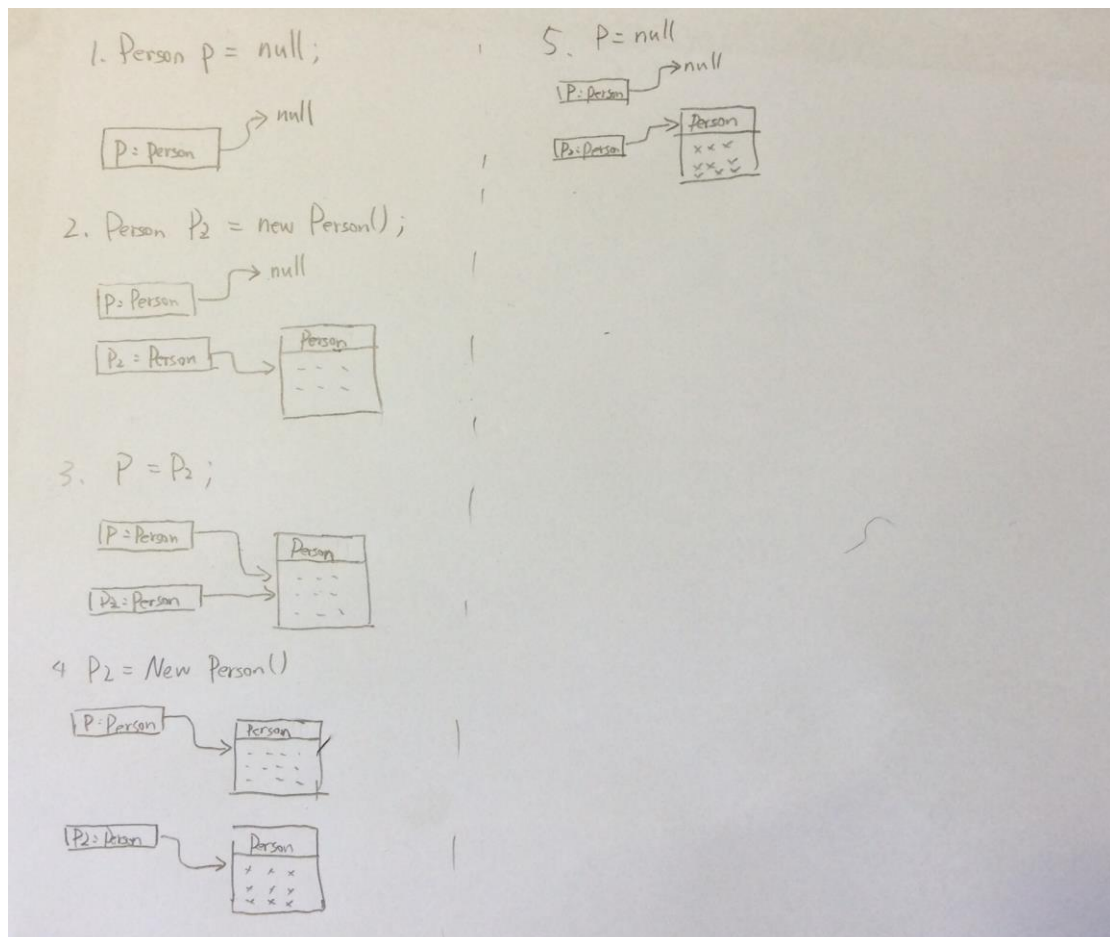 1. Person p = null;
null
P: Person
2. Person P2 = new Person();
null
P: Person
P2: Person
Person
3. P = P2;
P: Person
Person
P2: Person
4 P2 = New Person()
P: Person
Person
P2: Person
Person
5. P = null
null
P: Person
Person
P2: Person